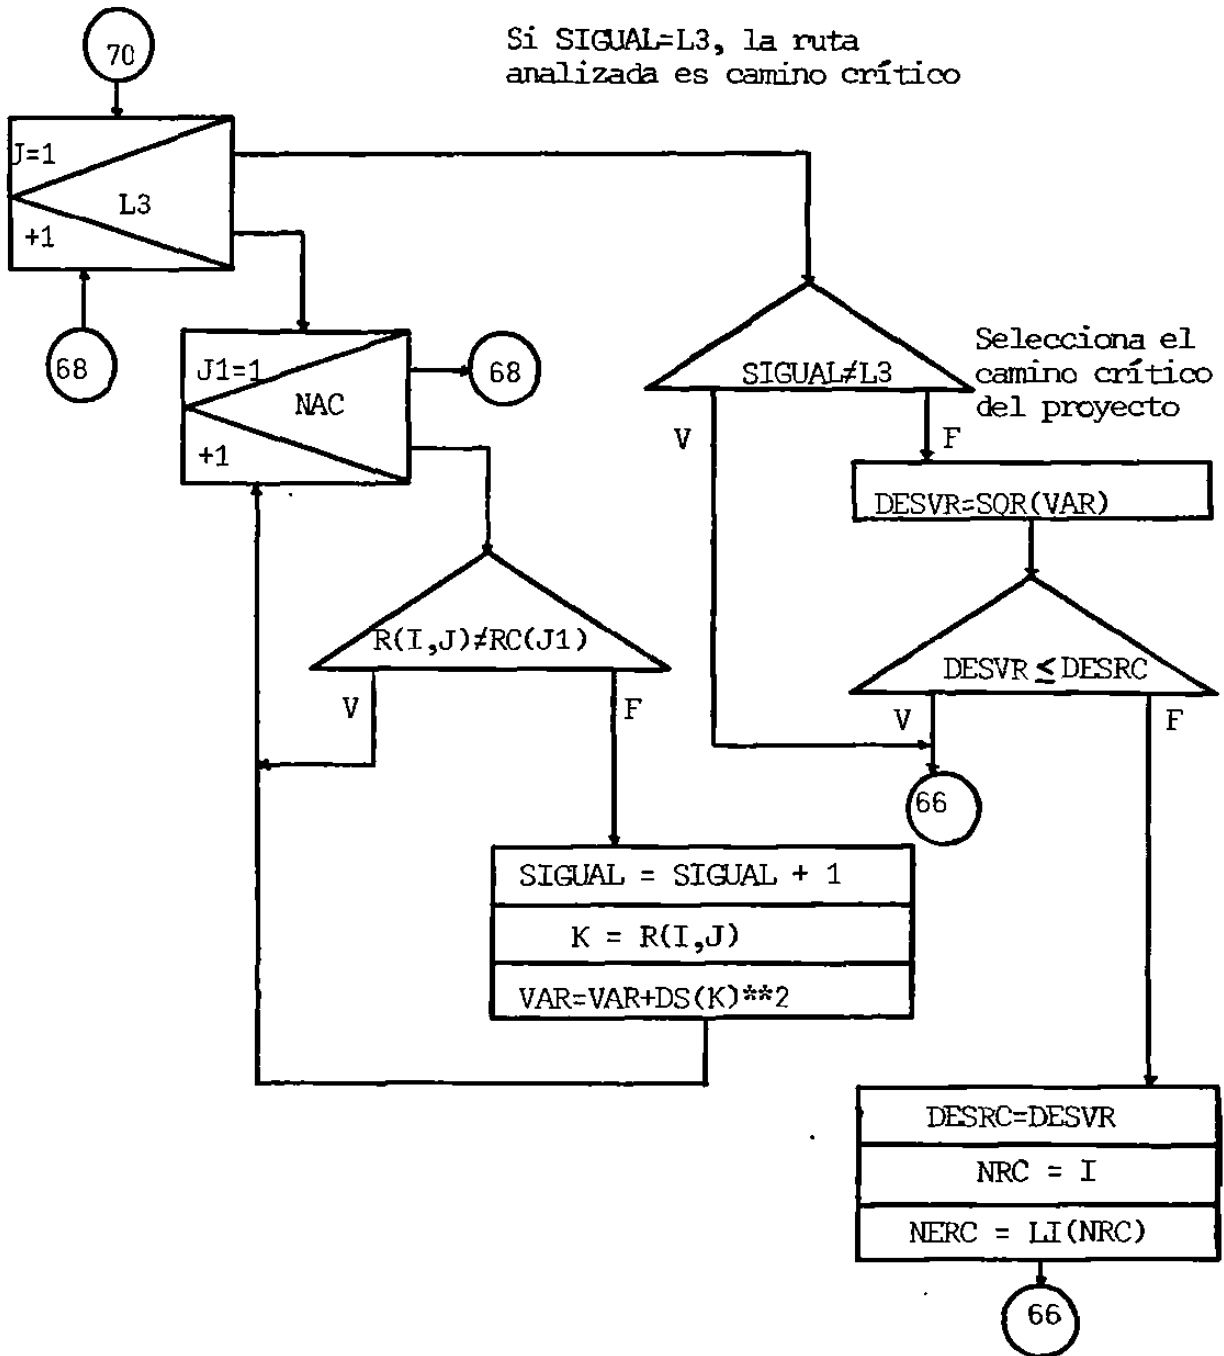 70
Si SIGUAL=L3, la ruta
analizada es camino crítico
J=1
L3
+1
68
J1=1
NAC
+1
68
SIGUAL≠L3
V
F
Selecciona el
camino crítico
del proyecto
DESVR=SQR(VAR)
R(I,J)≠RC(J1)
V
F
DESVR≤DESRC
V
F
66
SIGUAL = SIGUAL + 1
K = R(I,J)
VAR=VAR+DS(K)**2
DESRC=DESVR
NRC = I
NERC = LI(NRC)
66